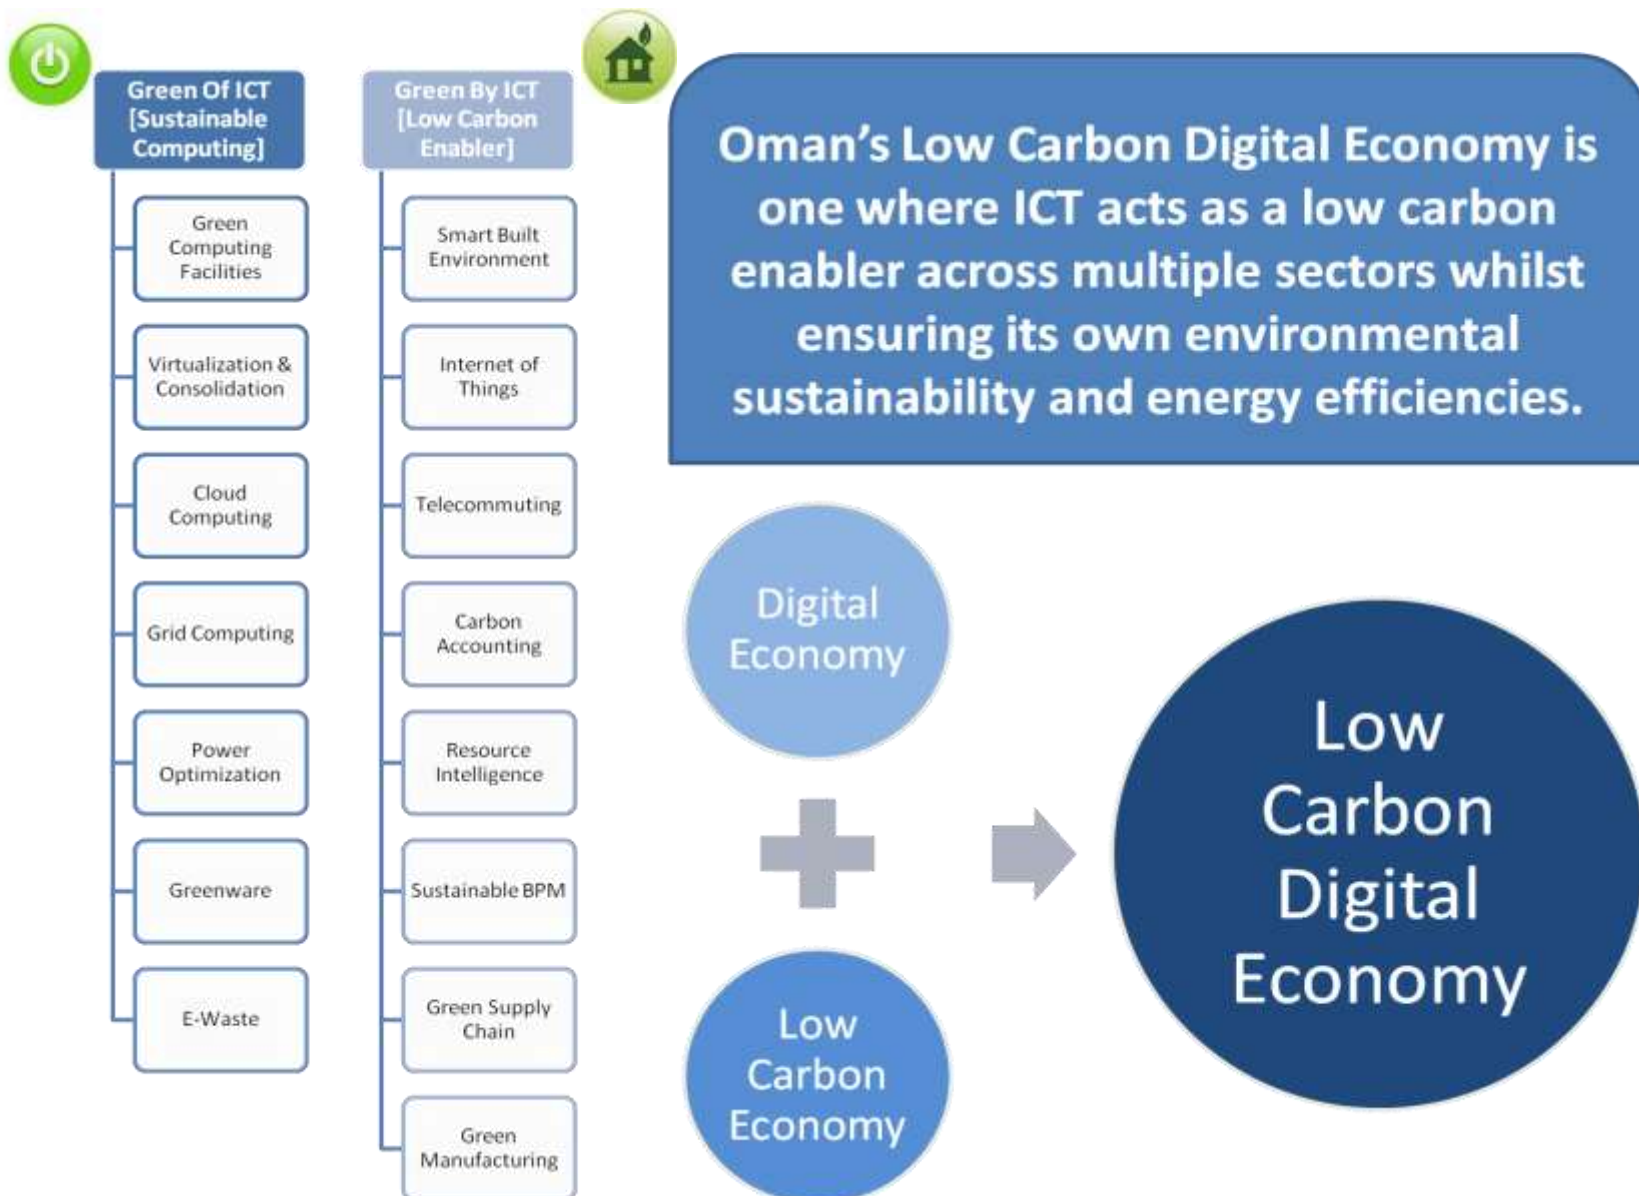 Green Of ICT
[Sustainable
Computing]
Green
Computing
Facilities
Virtualization &
Consolidation
Cloud
Computing
Grid Computing
Power
Optimization
Greenware
E-Waste
Green By ICT
[Low Carbon
Enabler]
Smart Built
Environment
Internet of
Things
Telecommuting
Carbon
Accounting
Resource
Intelligence
Sustainable BPM
Green Supply
Chain
Green
Manufacturing
Oman's Low Carbon Digital Economy is
one where ICT acts as a low carbon
enabler across multiple sectors whilst
ensuring its own environmental
sustainability and energy efficiencies.
Digital
Economy
Low
Carbon
Economy
Low
Carbon
Digital
Economy